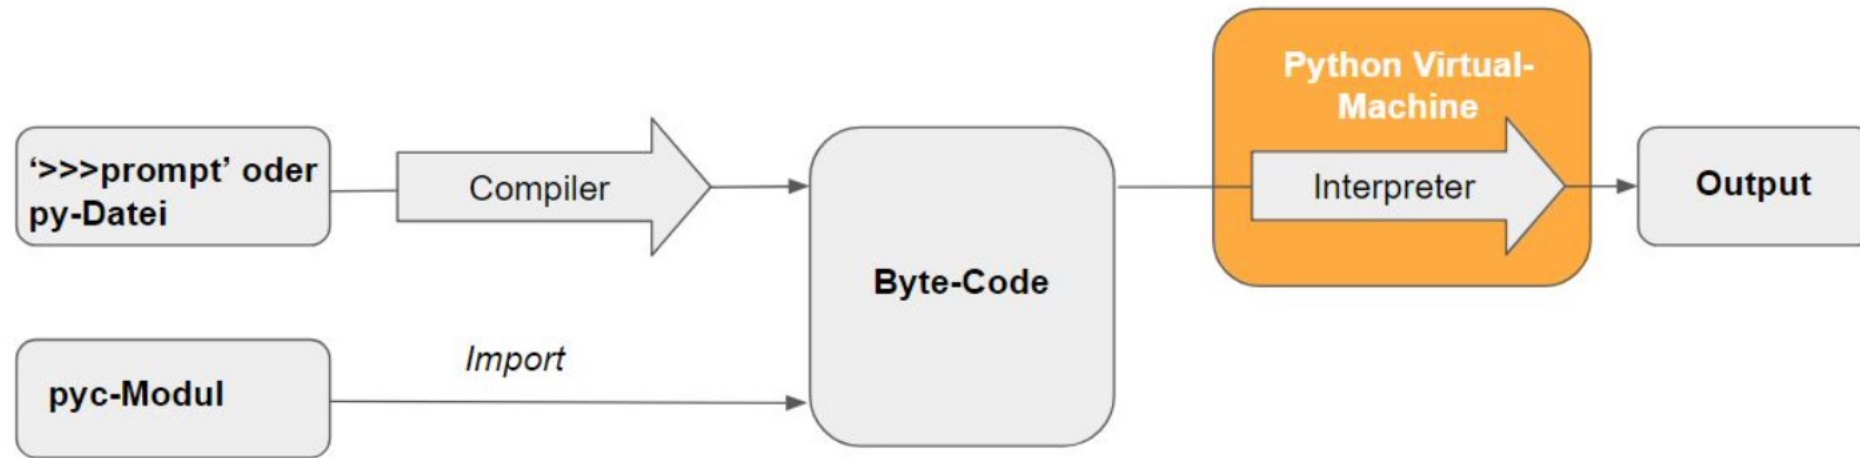 ‘>>>prompt’ oder
py-Datei
Compiler
Byte-Code
Python Virtual-
Machine
Interpreter
Output
pyc-Modul
Import